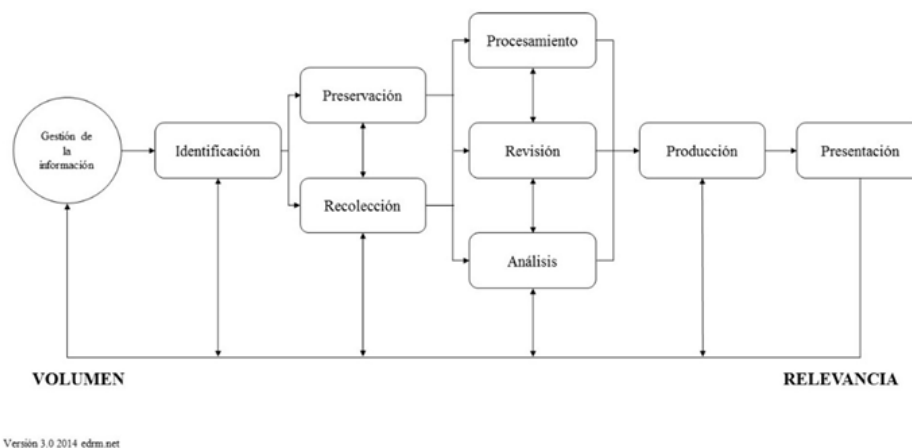 Gestión de
la
información
Identificación
Preservación
Recolección
Procesamiento
Revisión
Análisis
Producción
Presentación
VOLUMEN
RELEVANCIA
Versión 3.0 2014 edrm.net